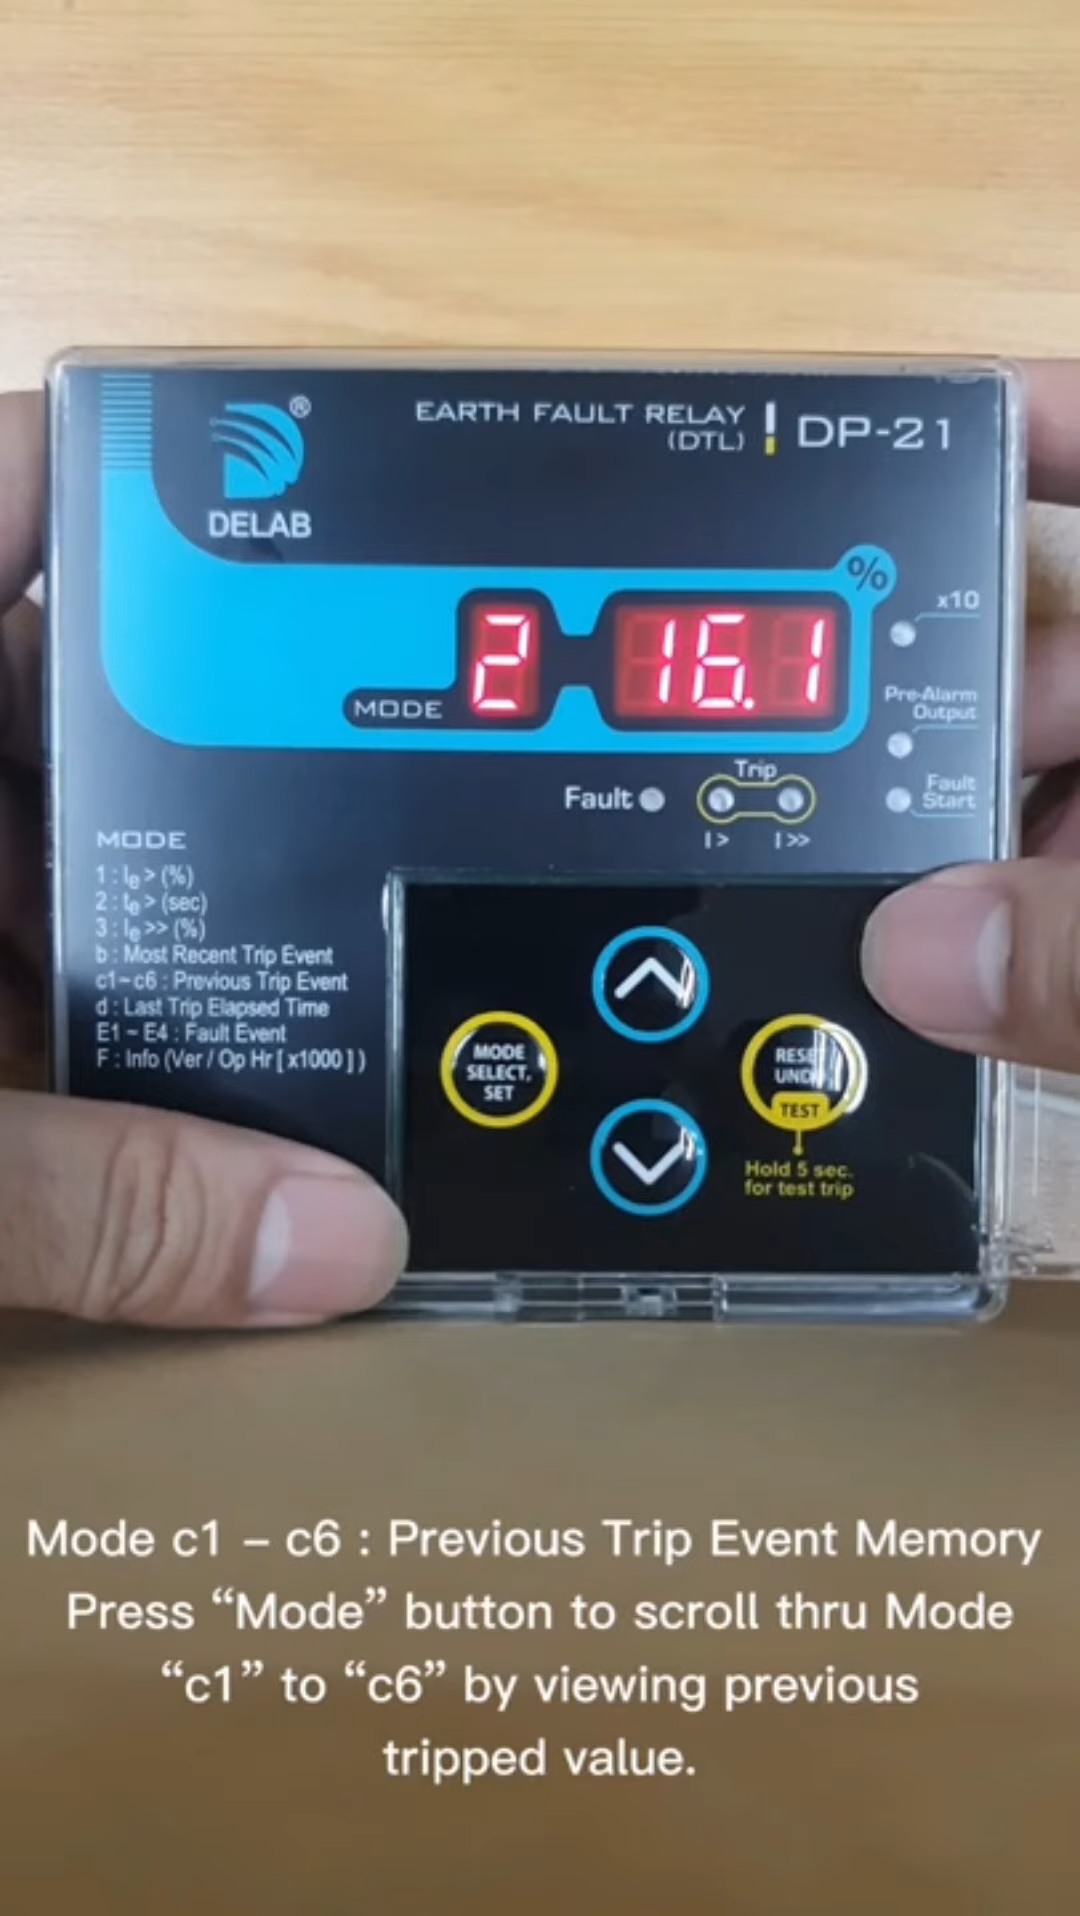 EARTH FAULT RELAY
(DTL)
DP-21
®
DELAB
%
x10
2 16.1
MODE
Pre-Alarm
Output
Trip
Fault
Fault
Start
I>
I>>
MODE
1 : Ie > (%)
2 : te > (sec)
3 : Ie >> (%)
b : Most Recent Trip Event
c1~c6 : Previous Trip Event
d : Last Trip Elapsed Time
E1 ~ E4 : Fault Event
F : Info (Ver / Op Hr [ x1000 ] )
MODE
SELECT,
SET
TEST
Hold 5 sec.
for test trip
Mode c1 – c6 : Previous Trip Event Memory
Press “Mode” button to scroll thru Mode
“c1” to “c6” by viewing previous
tripped value.